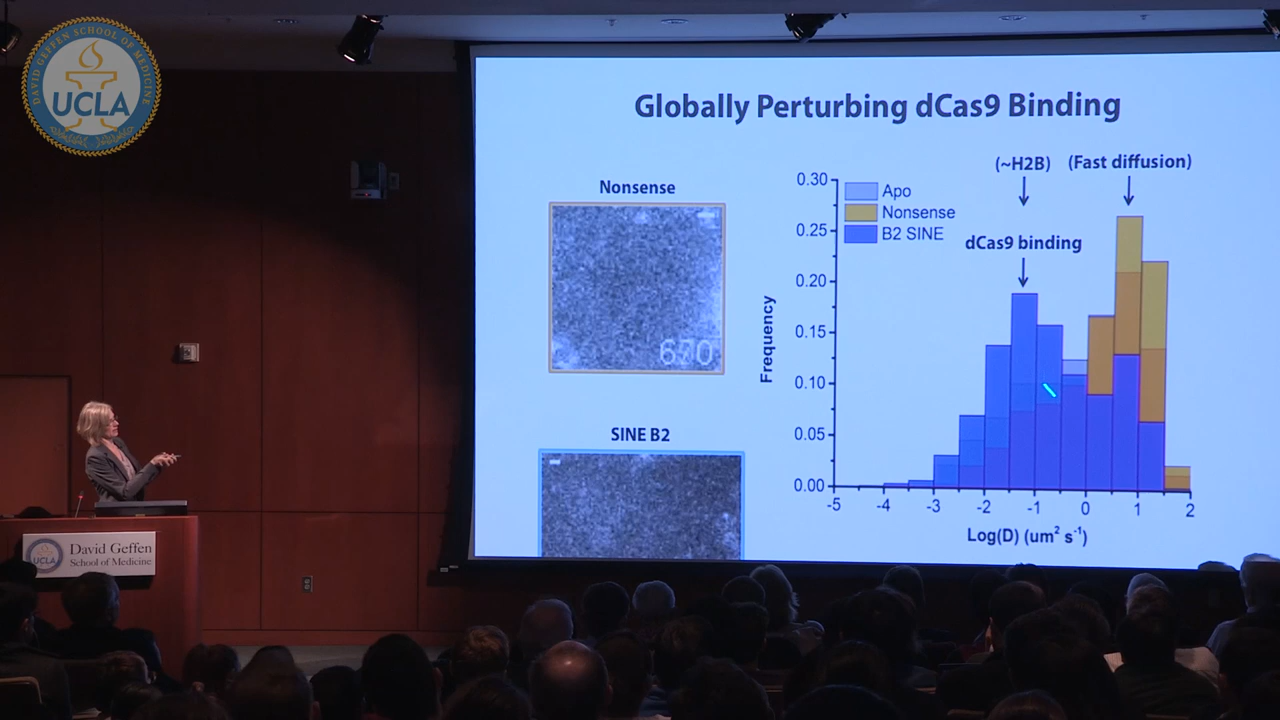 DAVID GEFFEN SCHOOL OF MEDICINE
UCLA
Globally Perturbing dCas9 Binding
(~H2B) (Fast diffusion)
Nonsense
Apo
Nonsense
B2 SINE
dCas9 binding
670
SINE B2
Frequency
0.30
0.25
0.20
0.15
0.10
0.05
0.00
-5 -4 -3 -2 -1 0 1 2
Log(D) (um² s⁻¹)
UCLA
David Geffen
School of Medicine